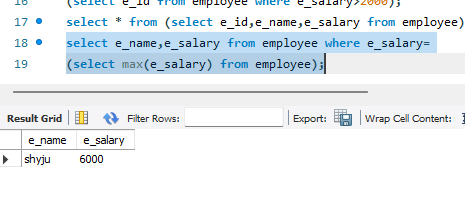 16
(select e_id from employee where e_salary>2000);
17
select * from (select e_id,e_name,e_salary from employee)
18
select e_name,e_salary from employee where e_salary=
19
(select max(e_salary) from employee);
Result Grid
Filter Rows:
Export:
Wrap Cell Content:
e_name e_salary
shyju 6000